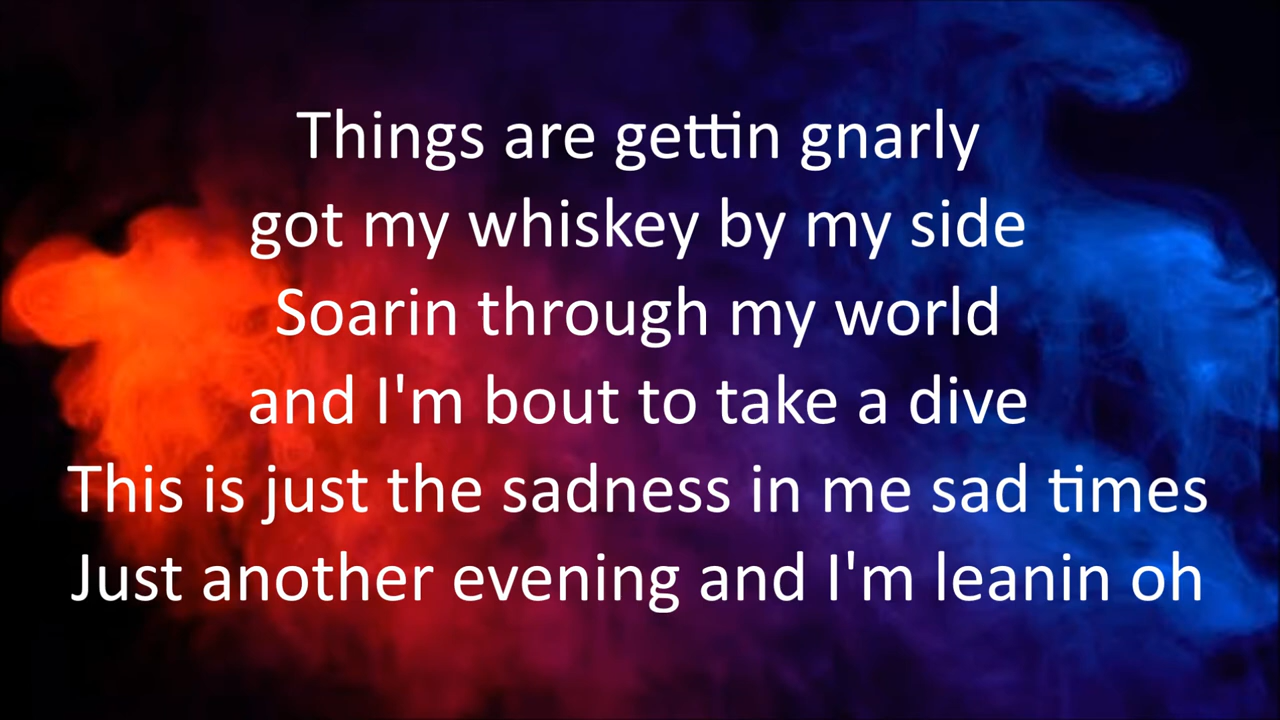 Things are gettin gnarly
got my whiskey by my side
Soarin through my world
and I'm bout to take a dive
This is just the sadness in me sad times
Just another evening and I'm leanin oh